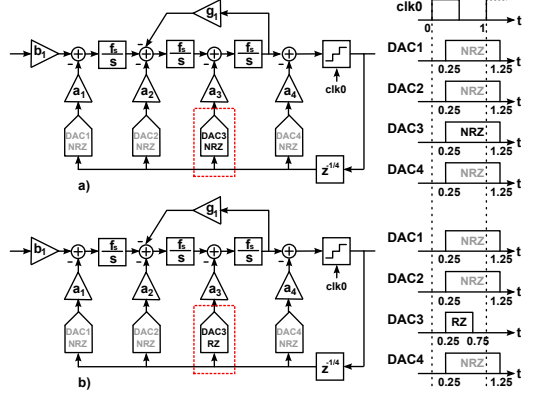 g1
b1 fs/s fs/s fs/s
clk0
a1 a2 a3 a4
DAC1 NRZ DAC2 NRZ DAC3 NRZ DAC4 NRZ
z-1/4
a)
g1
b1 fs/s fs/s fs/s
clk0
a1 a2 a3 a4
DAC1 NRZ DAC2 NRZ DAC3 RZ DAC4 NRZ
z-1/4
b)
clk0 t
0 1
DAC1 NRZ t
0.25 1.25
DAC2 NRZ t
0.25 1.25
DAC3 NRZ t
0.25 1.25
DAC4 NRZ t
0.25 1.25
DAC1 NRZ t
0.25 1.25
DAC2 NRZ t
0.25 1.25
DAC3 RZ t
0.25 0.75
DAC4 NRZ t
0.25 1.25